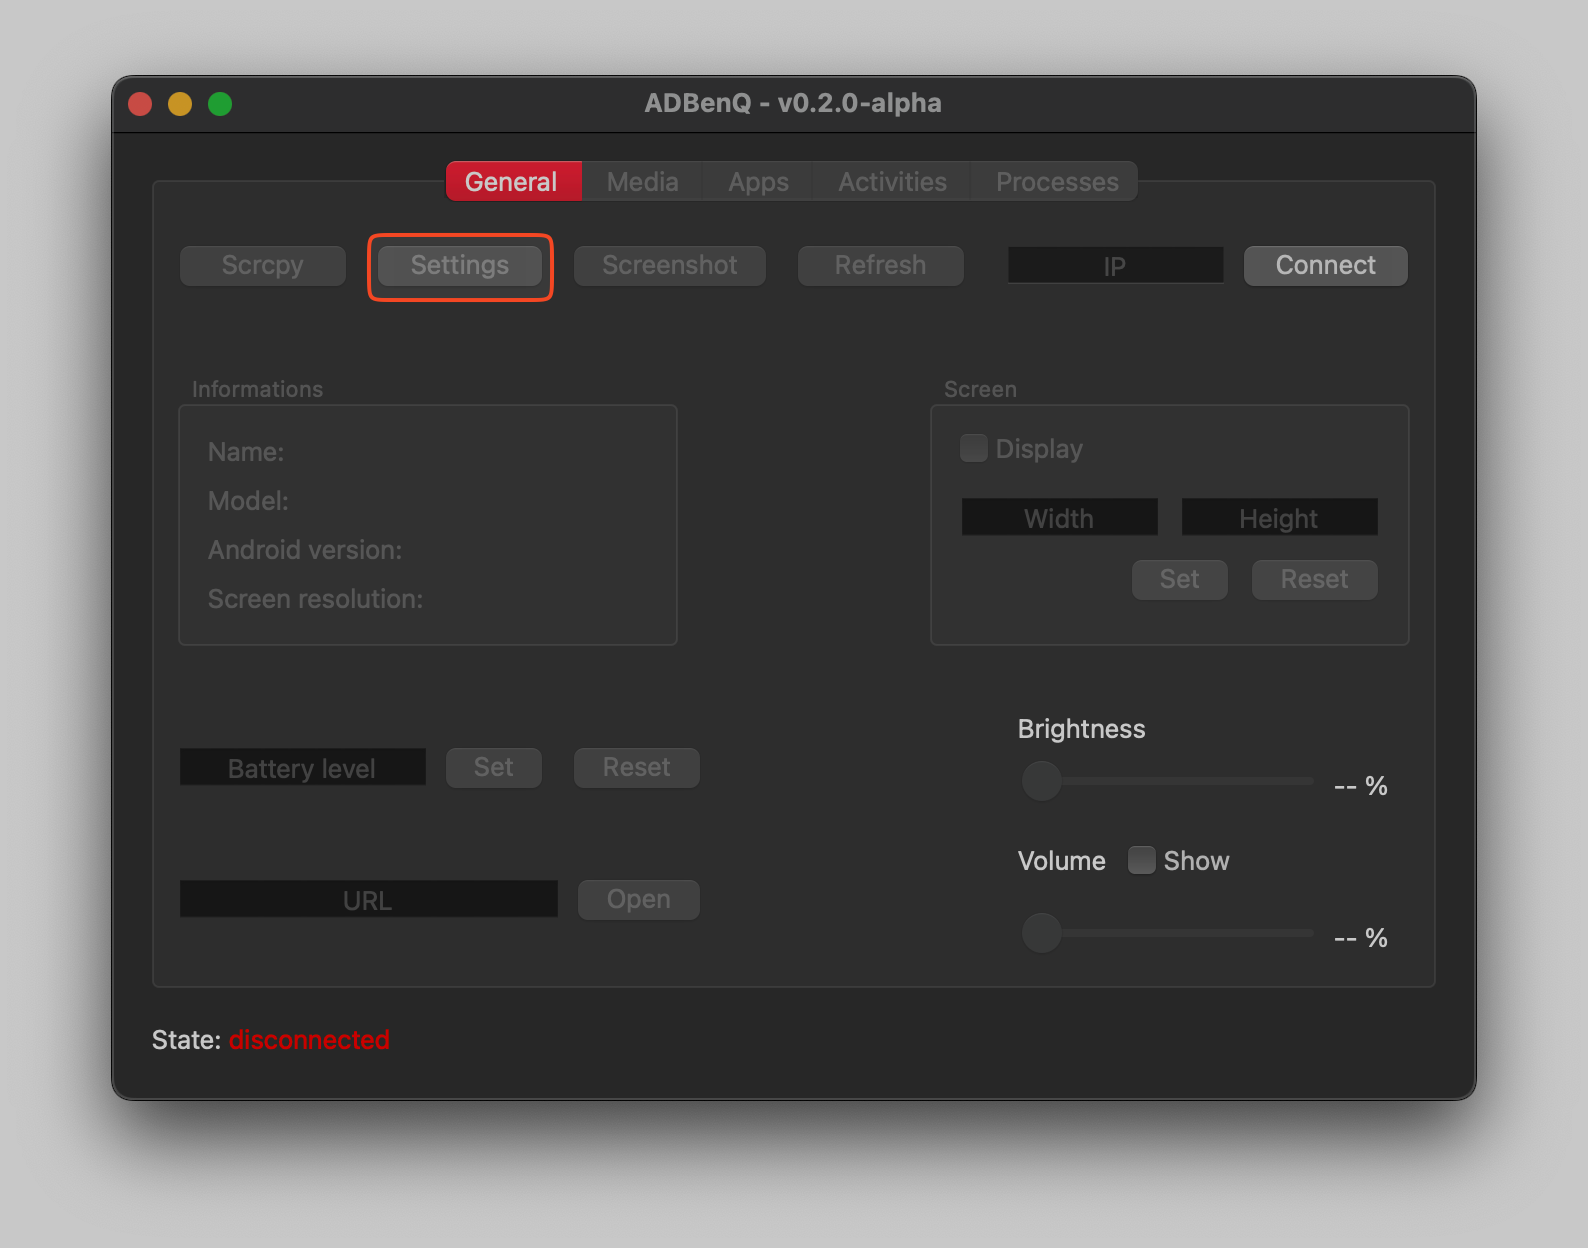 ADBenQ - v0.2.0-alpha
General Media Apps Activities Processes
Scrcpy Settings Screenshot Refresh IP Connect
Informations
Name:
Model:
Android version:
Screen resolution:
Screen
Display
Width Height
Set Reset
Battery level Set Reset
URL Open
Brightness
-- %
Volume Show
-- %
State: disconnected